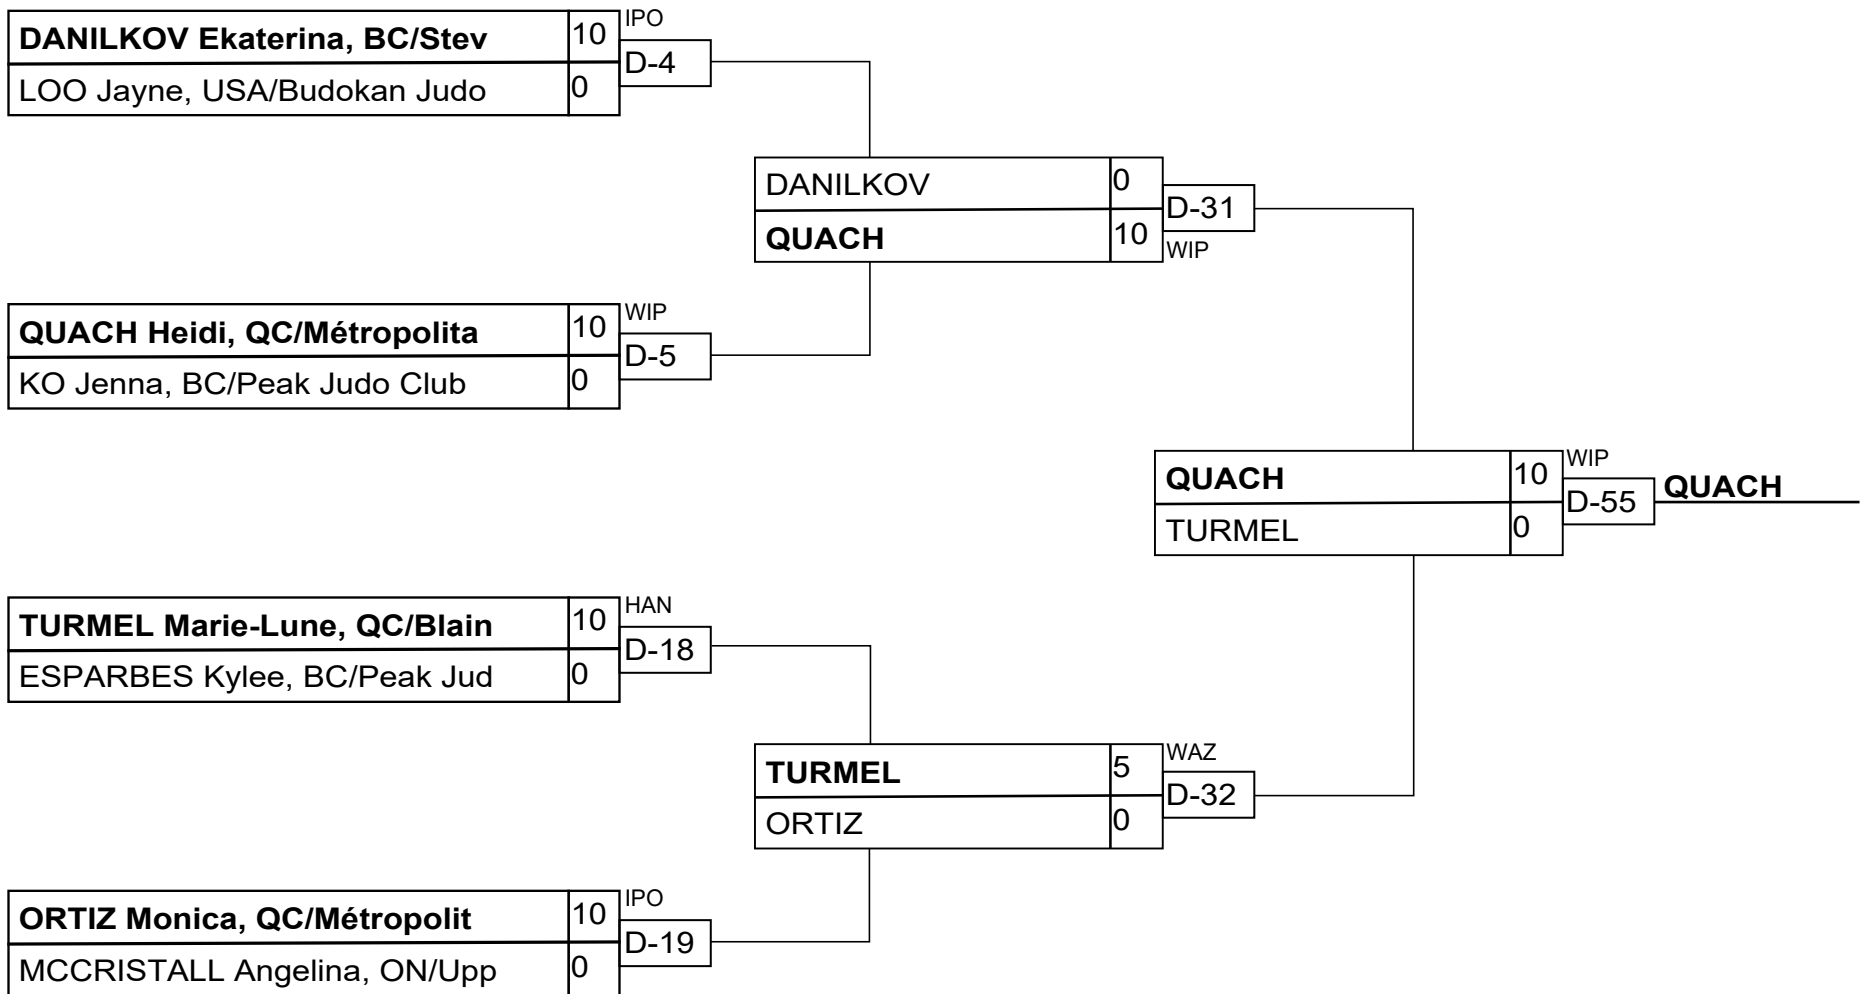 DANILKOV Ekaterina, BC/Stev 10 IPO
D-4
LOO Jayne, USA/Budokan Judo 0
DANILKOV 0
D-31
QUACH 10 WIP
QUACH Heidi, QC/Métropolita 10 WIP
D-5
KO Jenna, BC/Peak Judo Club 0
QUACH 10 WIP
D-55 QUACH
TURMEL 0
TURMEL Marie-Lune, QC/Blain 10 HAN
D-18
ESPARBES Kylee, BC/Peak Jud 0
TURMEL 5 WAZ
D-32
ORTIZ 0
ORTIZ Monica, QC/Métropolit 10 IPO
D-19
MCCRISTALL Angelina, ON/Upp 0